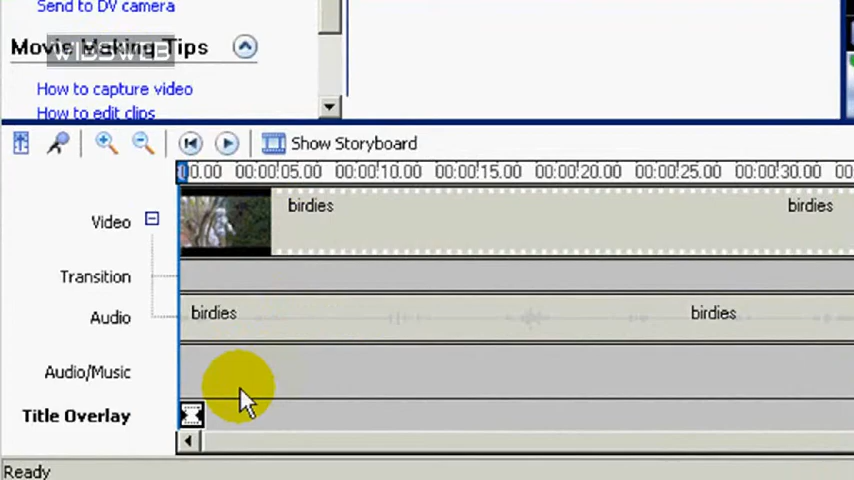 Send to DV camera
Movie Making Tips
WIDSWEB
How to capture video
How to edit clips
Show Storyboard
0.00 00:00:05.00 00:00:10.00 00:00:15.00 00:00:20.00 00:00:25.00 00:00:30.00 00:
Video birdies birdies
Transition
Audio birdies birdies
Audio/Music
Title Overlay
Ready